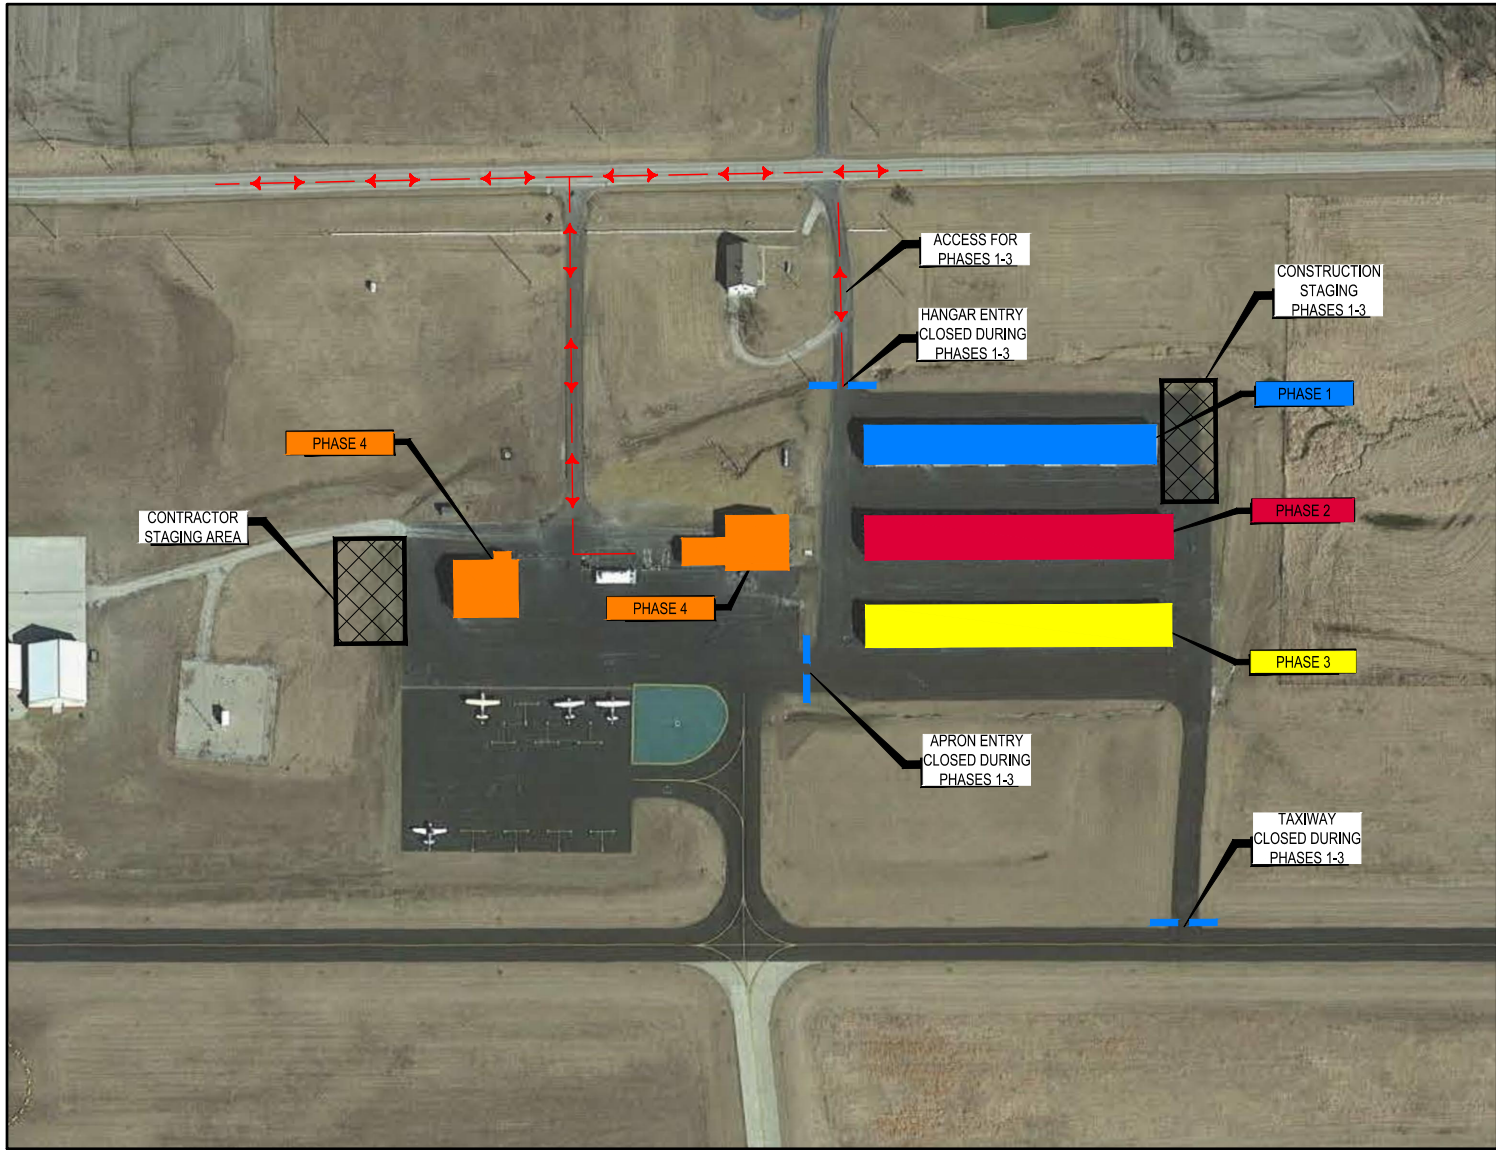 ACCESS FOR
PHASES 1-3
CONSTRUCTION
STAGING
PHASES 1-3
HANGAR ENTRY
CLOSED DURING
PHASES 1-3
PHASE 1
PHASE 4
CONTRACTOR
STAGING AREA
PHASE 2
PHASE 4
PHASE 3
APRON ENTRY
CLOSED DURING
PHASES 1-3
TAXIWAY
CLOSED DURING
PHASES 1-3